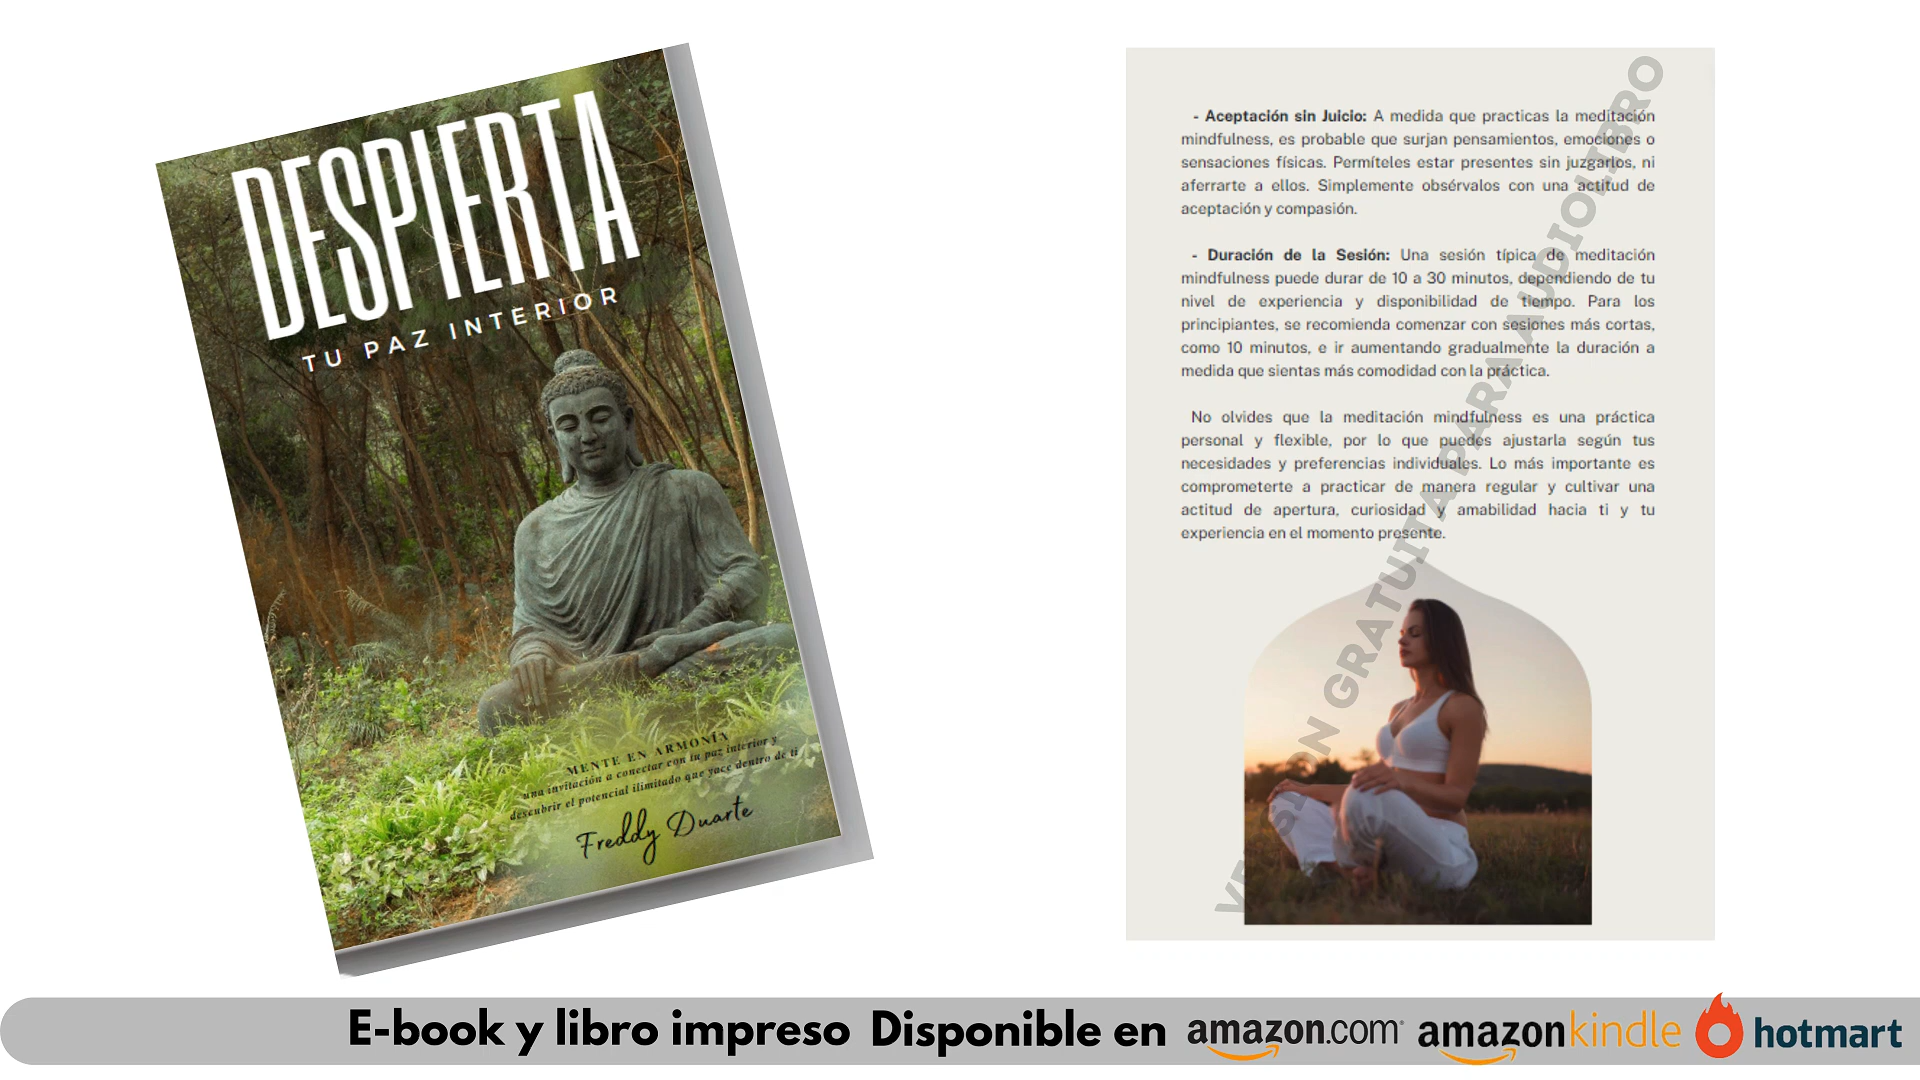 DESPIERTA
TU PAZ INTERIOR
MENTE EN ARMONÍA
una invitación a conectar con tu paz interior y
descubrir el potencial ilimitado que yace dentro de ti
Freddy Duarte
- Aceptación sin Juicio: A medida que practicas la meditación
mindfulness, es probable que surjan pensamientos, emociones o
sensaciones físicas. Permíteles estar presentes sin juzgarlos, ni
aferrarte a ellos. Simplemente obsérvalos con una actitud de
aceptación y compasión.
- Duración de la Sesión: Una sesión típica de meditación
mindfulness puede durar de 10 a 30 minutos, dependiendo de tu
nivel de experiencia y disponibilidad de tiempo. Para los
principiantes, se recomienda comenzar con sesiones más cortas,
como 10 minutos, e ir aumentando gradualmente la duración a
medida que sientas más comodidad con la práctica.
No olvides que la meditación mindfulness es una práctica
personal y flexible, por lo que puedes ajustarla según tus
necesidades y preferencias individuales. Lo más importante es
comprometerte a practicar de manera regular y cultivar una
actitud de apertura, curiosidad y amabilidad hacia ti y tu
experiencia en el momento presente.
VERSION GRATUITA PARA AUDIOLIBRO
E-book y libro impreso Disponible en amazon.com amazonkindle hotmart